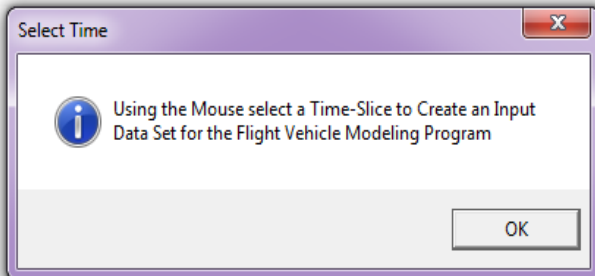 Select Time
Using the Mouse select a Time-Slice to Create an Input
Data Set for the Flight Vehicle Modeling Program
OK